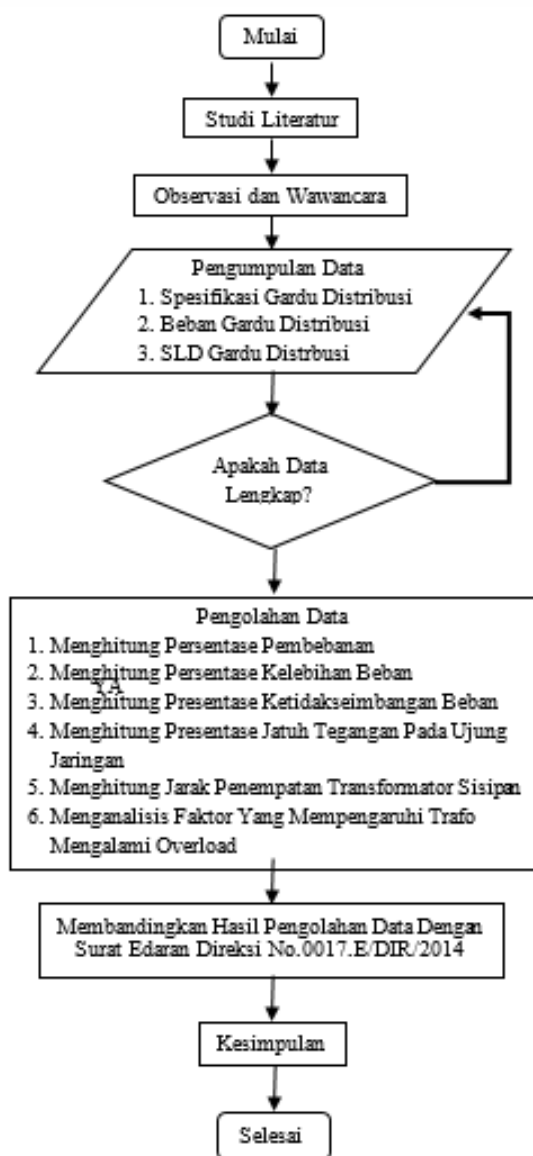 Mulai
Studi Literatur
Observasi dan Wawancara
Pengumpulan Data
1. Spesifikasi Gardu Distribusi
2. Beban Gardu Distribusi
3. SLD Gardu Distrbusi
Apakah Data
Lengkap?
Pengolahan Data
1. Menghitung Persentase Pembebanan
2. Menghitung Persentase Kelebihan Beban
YA
3. Menghitung Presentase Ketidakseimbangan Beban
4. Menghitung Presentase Jatuh Tegangan Pada Ujung
Jaringan
5. Menghitung Jarak Penempatan Transformator Sisipan
6. Menganalisis Faktor Yang Mempengaruhi Trafo
Mengalami Overload
Membandingkan Hasil Pengolahan Data Dengan
Surat Edaran Direksi No.0017.E/DIR/2014
Kesimpulan
Selesai